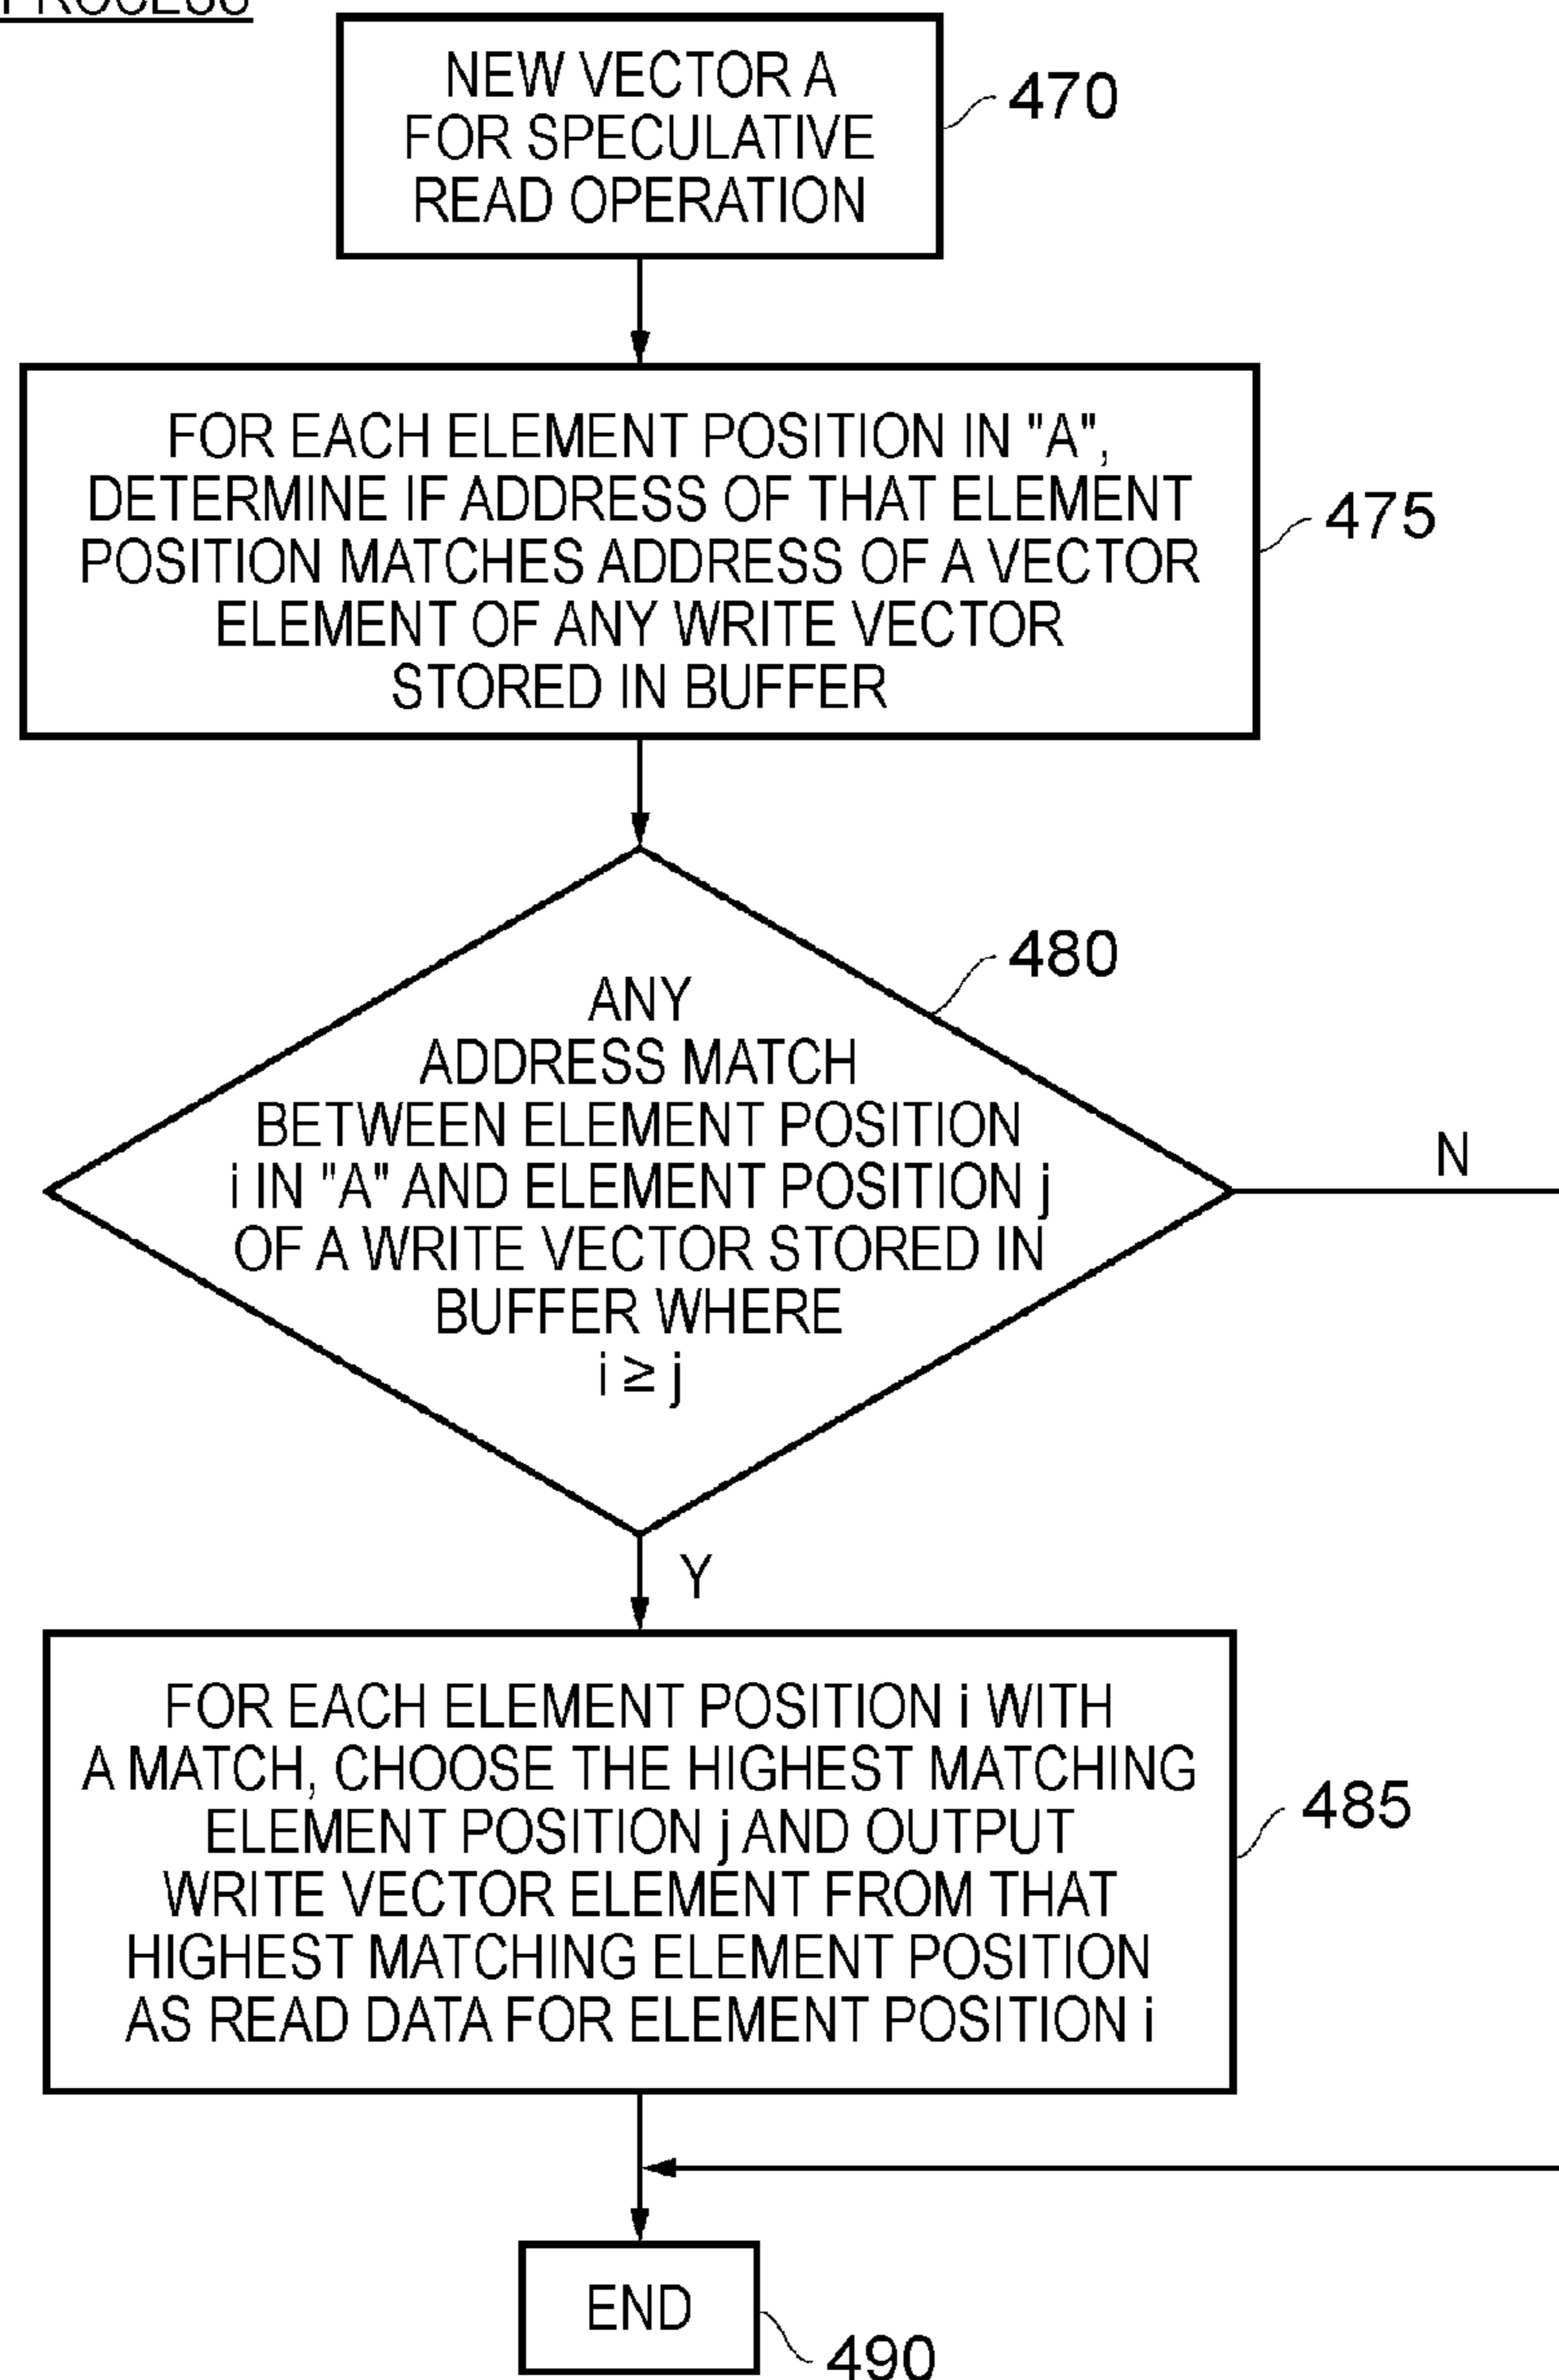 PROCESS
NEW VECTOR A
FOR SPECULATIVE
READ OPERATION
470
FOR EACH ELEMENT POSITION IN "A",
DETERMINE IF ADDRESS OF THAT ELEMENT
POSITION MATCHES ADDRESS OF A VECTOR
ELEMENT OF ANY WRITE VECTOR
STORED IN BUFFER
475
480
ANY
ADDRESS MATCH
BETWEEN ELEMENT POSITION
i IN "A" AND ELEMENT POSITION j
OF A WRITE VECTOR STORED IN
BUFFER WHERE
i ≥ j
N
Y
FOR EACH ELEMENT POSITION i WITH
A MATCH, CHOOSE THE HIGHEST MATCHING
ELEMENT POSITION j AND OUTPUT
WRITE VECTOR ELEMENT FROM THAT
HIGHEST MATCHING ELEMENT POSITION
AS READ DATA FOR ELEMENT POSITION i
485
END
490